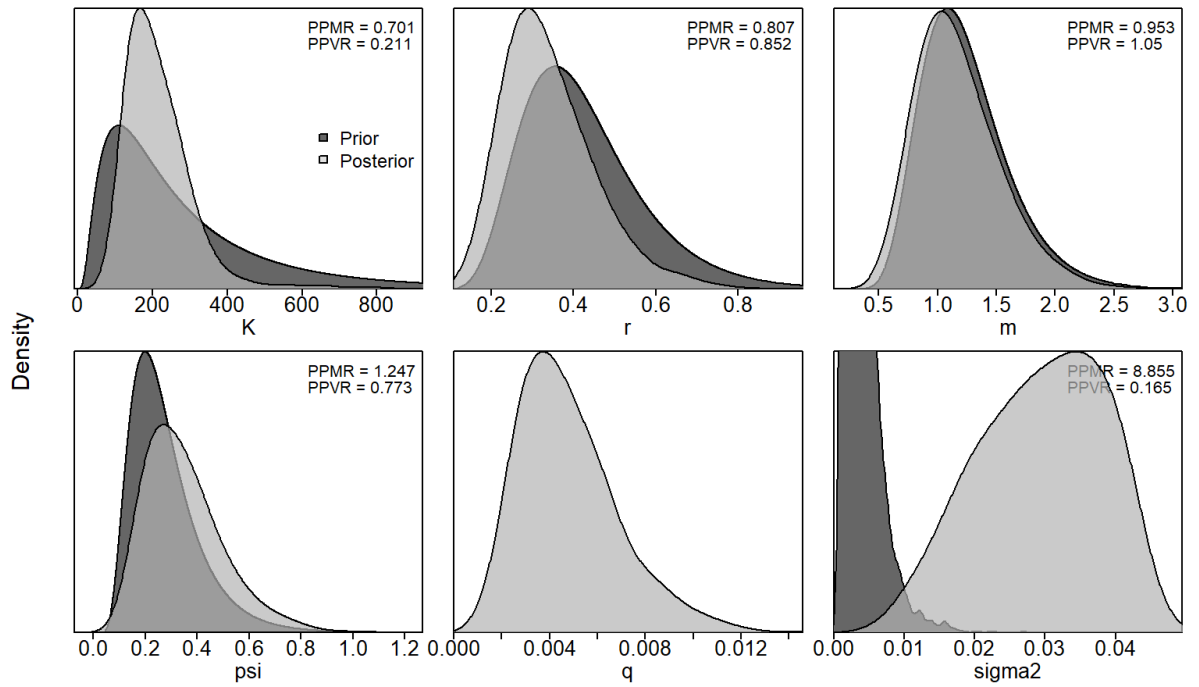 PPMR = 0.701
PPVR = 0.211
Prior
Posterior
0 200 400 600 800
K
PPMR = 0.807
PPVR = 0.852
0.2 0.4 0.6 0.8
r
PPMR = 0.953
PPVR = 1.05
0.5 1.0 1.5 2.0 2.5 3.0
m
Density
PPMR = 1.247
PPVR = 0.773
0.0 0.2 0.4 0.6 0.8 1.0 1.2
psi
0.000 0.004 0.008 0.012
q
PPMR = 8.855
PPVR = 0.165
0.00 0.01 0.02 0.03 0.04
sigma2